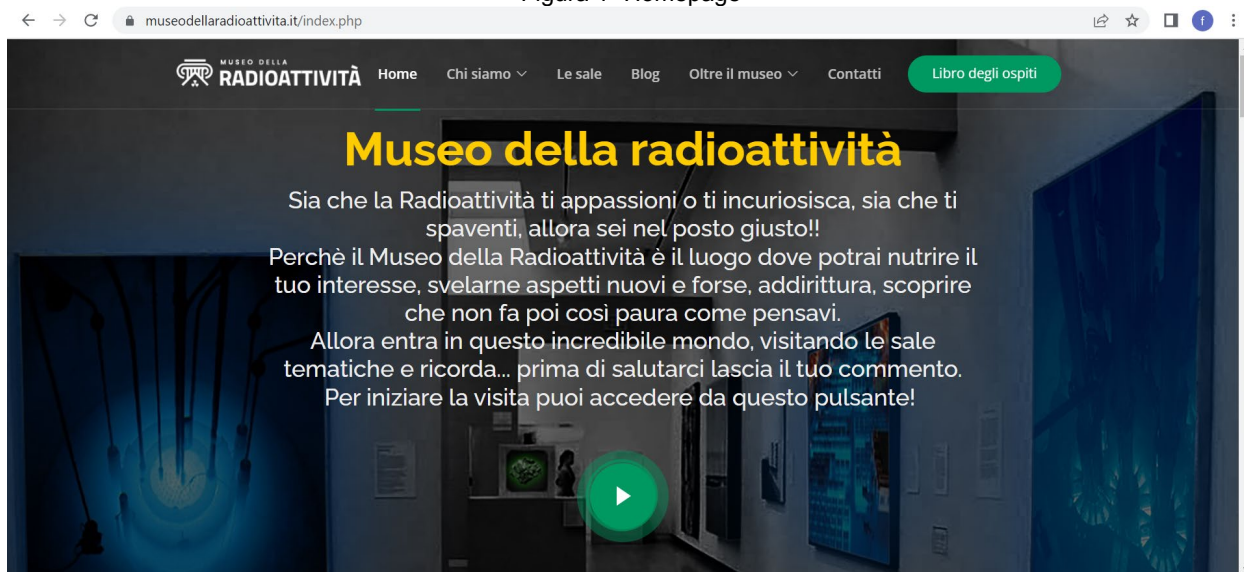 museodellaradioattivita.it/index.php
f
MUSEO DELLA
RADIOATTIVITÀ
Home
Chi siamo
Le sale
Blog
Oltre il museo
Contatti
Libro degli ospiti
Museo della radioattività
Sia che la Radioattività ti appassioni o ti incuriosisca, sia che ti
spaventi, allora sei nel posto giusto!!
Perchè il Museo della Radioattività è il luogo dove potrai nutrire il
tuo interesse, svelarne aspetti nuovi e forse, addirittura, scoprire
che non fa poi così paura come pensavi.
Allora entra in questo incredibile mondo, visitando le sale
tematiche e ricorda... prima di salutarci lascia il tuo commento.
Per iniziare la visita puoi accedere da questo pulsante!